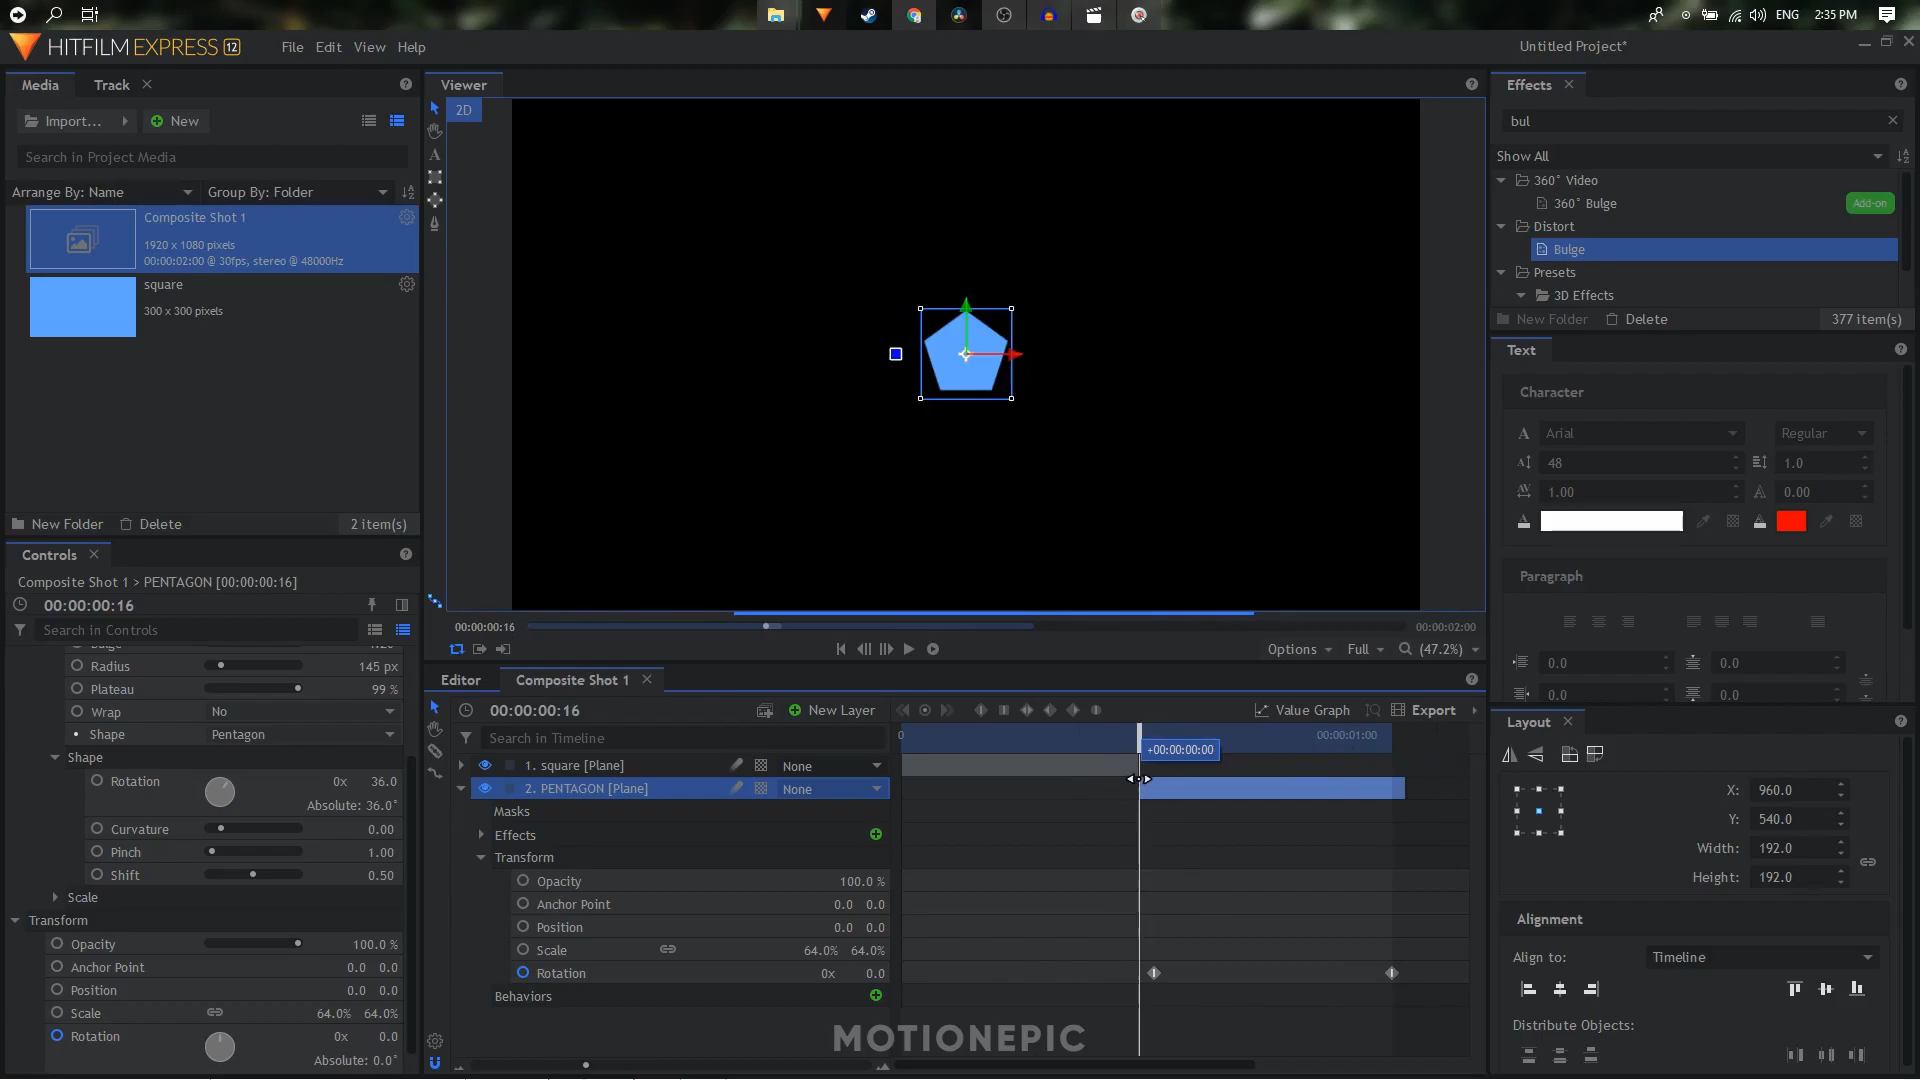 ENG 2:35 PM
HITFILM EXPRESS 12 File Edit View Help Untitled Project*
Media Track
Import... New
Search in Project Media
Arrange By: Name Group By: Folder
Composite Shot 1
1920 x 1080 pixels
00:00:02:00 @ 30fps, stereo @ 48000Hz
square
300 x 300 pixels
New Folder Delete 2 item(s)
Viewer
2D
00:00:00:16 00:00:02:00
Options Full (47.2%)
Effects
bul
Show All
360° Video
360° Bulge Add-on
Distort
Bulge
Presets
3D Effects
New Folder Delete 377 item(s)
Text
Character
Arial Regular
48 1.0
1.00 0.00
Paragraph
0.0 0.0
0.0 0.0
Controls
Composite Shot 1 > PENTAGON [00:00:00:16]
00:00:00:16
Search in Controls
Radius 145 px
Plateau 99 %
Wrap No
Shape Pentagon
Shape
Rotation 0x 36.0
Absolute: 36.0°
Curvature 0.00
Pinch 1.00
Shift 0.50
Scale
Transform
Opacity 100.0 %
Anchor Point 0.0 0.0
Position 0.0 0.0
Scale 64.0% 64.0%
Rotation 0x 0.0
Absolute: 0.0°
Editor Composite Shot 1
00:00:00:16 New Layer Value Graph Export
Search in Timeline 0 00:00:01:00
+00:00:00:00
1. square [Plane] None
2. PENTAGON [Plane] None
Masks
Effects
Transform
Opacity 100.0 %
Anchor Point 0.0 0.0
Position 0.0 0.0
Scale 64.0% 64.0%
Rotation 0x 0.0
Behaviors
MOTIONEPIC
Layout
X: 960.0
Y: 540.0
Width: 192.0
Height: 192.0
Alignment
Align to: Timeline
Distribute Objects: